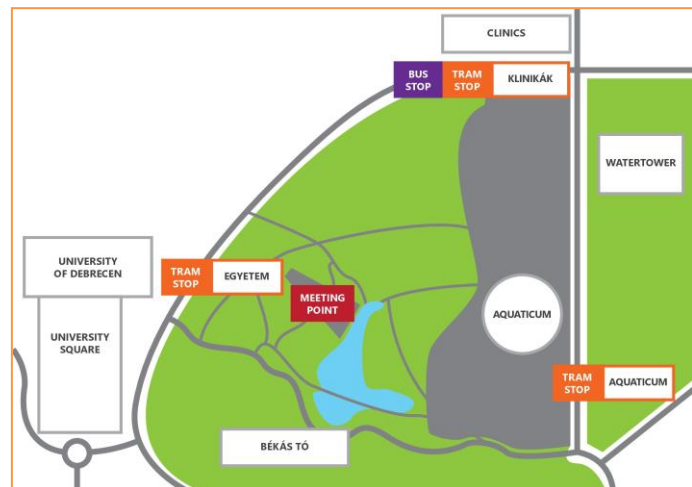 CLINICS
BUS
STOP
TRAM
STOP
KLINIKÁK
WATERTOWER
UNIVERSITY
OF DEBRECEN
TRAM
STOP
EGYETEM
MEETING
POINT
UNIVERSITY
SQUARE
AQUATICUM
TRAM
STOP
AQUATICUM
BÉKÁS TÓ